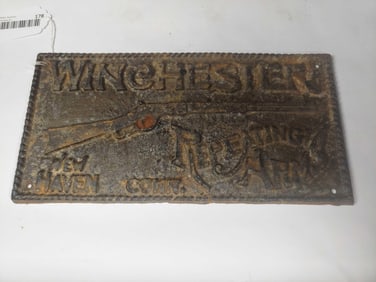 WINCHESTER
REPEATING
NEW
HAVEN CONN. ARMS